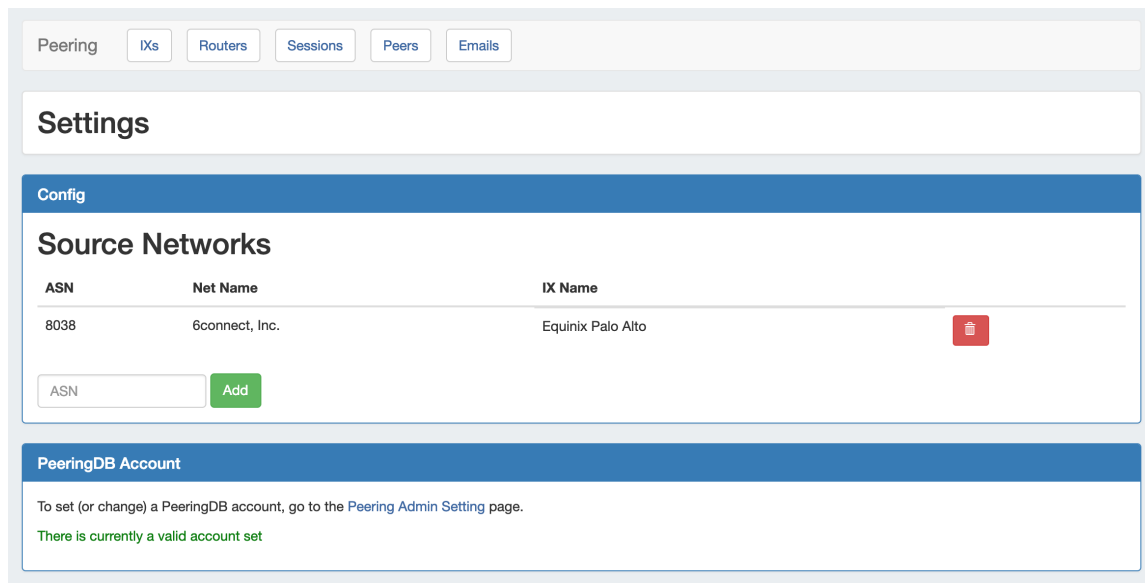 Peering IXs Routers Sessions Peers Emails
Settings
Config
Source Networks
ASN Net Name IX Name
8038 6connect, Inc. Equinix Palo Alto
ASN Add
PeeringDB Account
To set (or change) a PeeringDB account, go to the Peering Admin Setting page.
There is currently a valid account set